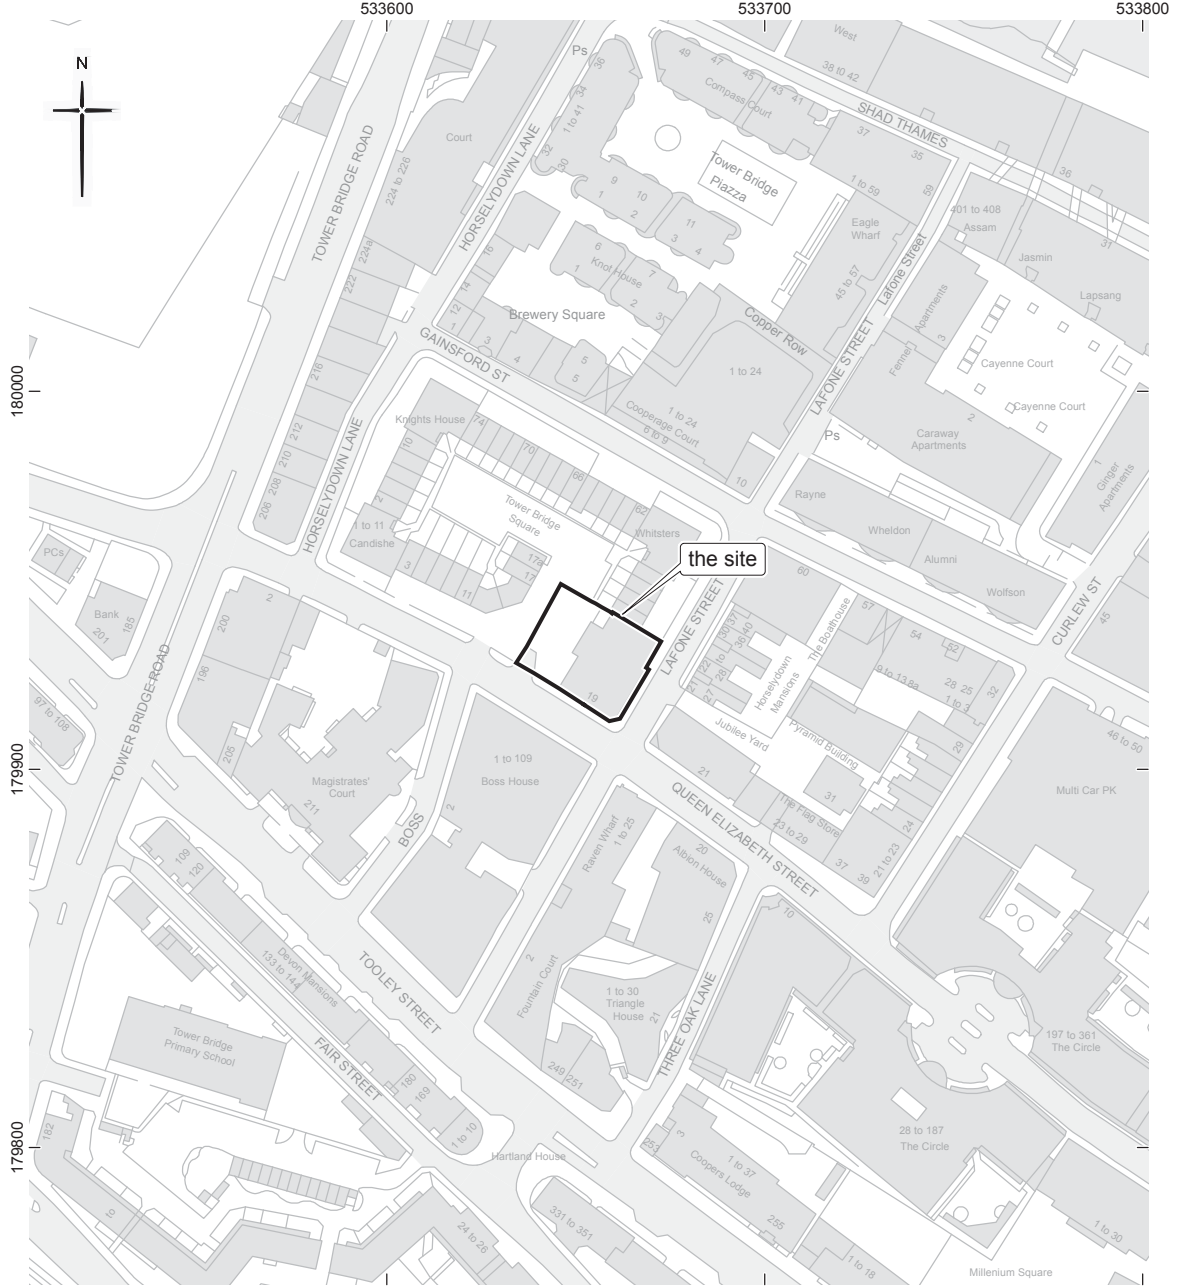 533600
533700
533800
N
Ps
West
38 to 42
49
47
45
43
41
Compass Court
SHAD THAMES
36
34
1 to 41
32
30
Court
TOWER BRIDGE ROAD
224 to 226
HORSELYDOWN LANE
37
35
1 to 59
59
36
Tower Bridge
Piazza
9
10
1
2
11
3
4
Eagle
Wharf
45 to 57
Lafone Street
401 to 408
Assam
31
Jasmin
Lapsang
224a
222
16
14
12
1
6
7
1
Knot House
2
3
Brewery Square
3
4
5
5
Copper Row
Apartments
3
Fennel
Cayenne Court
Cayenne Court
GAINSFORD ST
216
212
210
208
206
180000
1 to 24
1 to 24
Cooperage Court
6 to 9
10
LAFONE STREET
Ps
2
Caraway
Apartments
1
Ginger
Apartments
Knights House
74
70
66
62
10
2
HORSELYDOWN LANE
Tower Bridge
Square
Whitsters
1 to 11
Candishe
3
11
17a
17
Rayne
Wheldon
Alumni
Wolfson
the site
PCs
Bank
201
185
200
2
196
205
TOWER BRIDGE ROAD
97 to 108
LAFONE STREET
19
60
57
54
52
The Boathouse
9 to 13.8a
28
25
1 to 3
32
29
CURLEW ST
45
30
37
36
40
22
to
28
21
27
Horselydown
Mansions
Jubilee Yard
Pyramid Building
21
31
The Flag Store
23 to 29
37
39
21 to 23
24
46 to 50
Multi Car PK
179900
Magistrates'
Court
211
BOSS
2
1 to 109
Boss House
QUEEN ELIZABETH STREET
Raven Wharf
1 to 25
20
Albion House
25
10
109
120
Devon Mansions
133 to 144
TOOLEY STREET
FAIR STREET
2
Fountain Court
1 to 30
Triangle
House
21
249
251
THREE OAK LANE
Tower Bridge
Primary School
180
169
1 to 10
197 to 361
The Circle
28 to 187
The Circle
179800
182
10
Hartland House
331 to 351
24 to 26
253
3
1 to 37
Coopers Lodge
255
1 to 18
1 to 30
Millenium Square